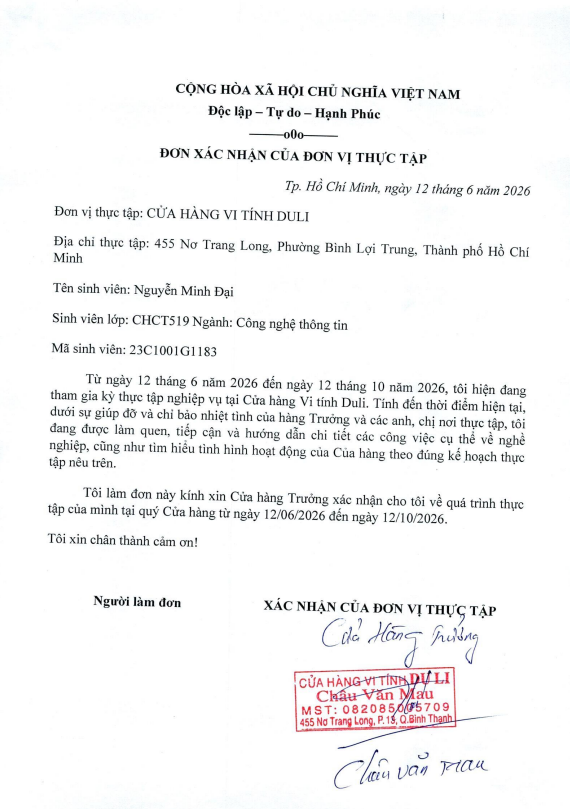 CỘNG HÒA XÃ HỘI CHỦ NGHĨA VIỆT NAM
Độc lập – Tự do – Hạnh Phúc
———o0o———
ĐƠN XÁC NHẬN CỦA ĐƠN VỊ THỰC TẬP
Tp. Hồ Chí Minh, ngày 12 tháng 6 năm 2026
Đơn vị thực tập: CỬA HÀNG VI TÍNH DULI
Địa chỉ thực tập: 455 Nơ Trang Long, Phường Bình Lợi Trung, Thành phố Hồ Chí
Minh
Tên sinh viên: Nguyễn Minh Đại
Sinh viên lớp: CHCT519 Ngành: Công nghệ thông tin
Mã sinh viên: 23C1001G1183
Từ ngày 12 tháng 6 năm 2026 đến ngày 12 tháng 10 năm 2026, tôi hiện đang
tham gia kỳ thực tập nghiệp vụ tại Cửa hàng Vi tính Duli. Tính đến thời điểm hiện tại,
dưới sự giúp đỡ và chỉ bảo nhiệt tình của hàng Trưởng và các anh, chị nơi thực tập, tôi
đang được làm quen, tiếp cận và hướng dẫn chi tiết các công việc cụ thể về nghề
nghiệp, cũng như tìm hiểu tình hình hoạt động của Của hàng theo đúng kế hoạch thực
tập nêu trên.
Tôi làm đơn này kính xin Cửa hàng Trưởng xác nhận cho tôi về quá trình thực
tập của mình tại quý Cửa hàng từ ngày 12/06/2026 đến ngày 12/10/2026.
Tôi xin chân thành cảm ơn!
Người làm đơn
XÁC NHẬN CỦA ĐƠN VỊ THỰC TẬP
Cửa Hàng Trưởng
CỬA HÀNG VI TÍNH DULI
Châu Văn Mau
MST: 082085005709
455 Nơ Trang Long, P.13, Q.Bình Thạnh
Châu Văn Mau